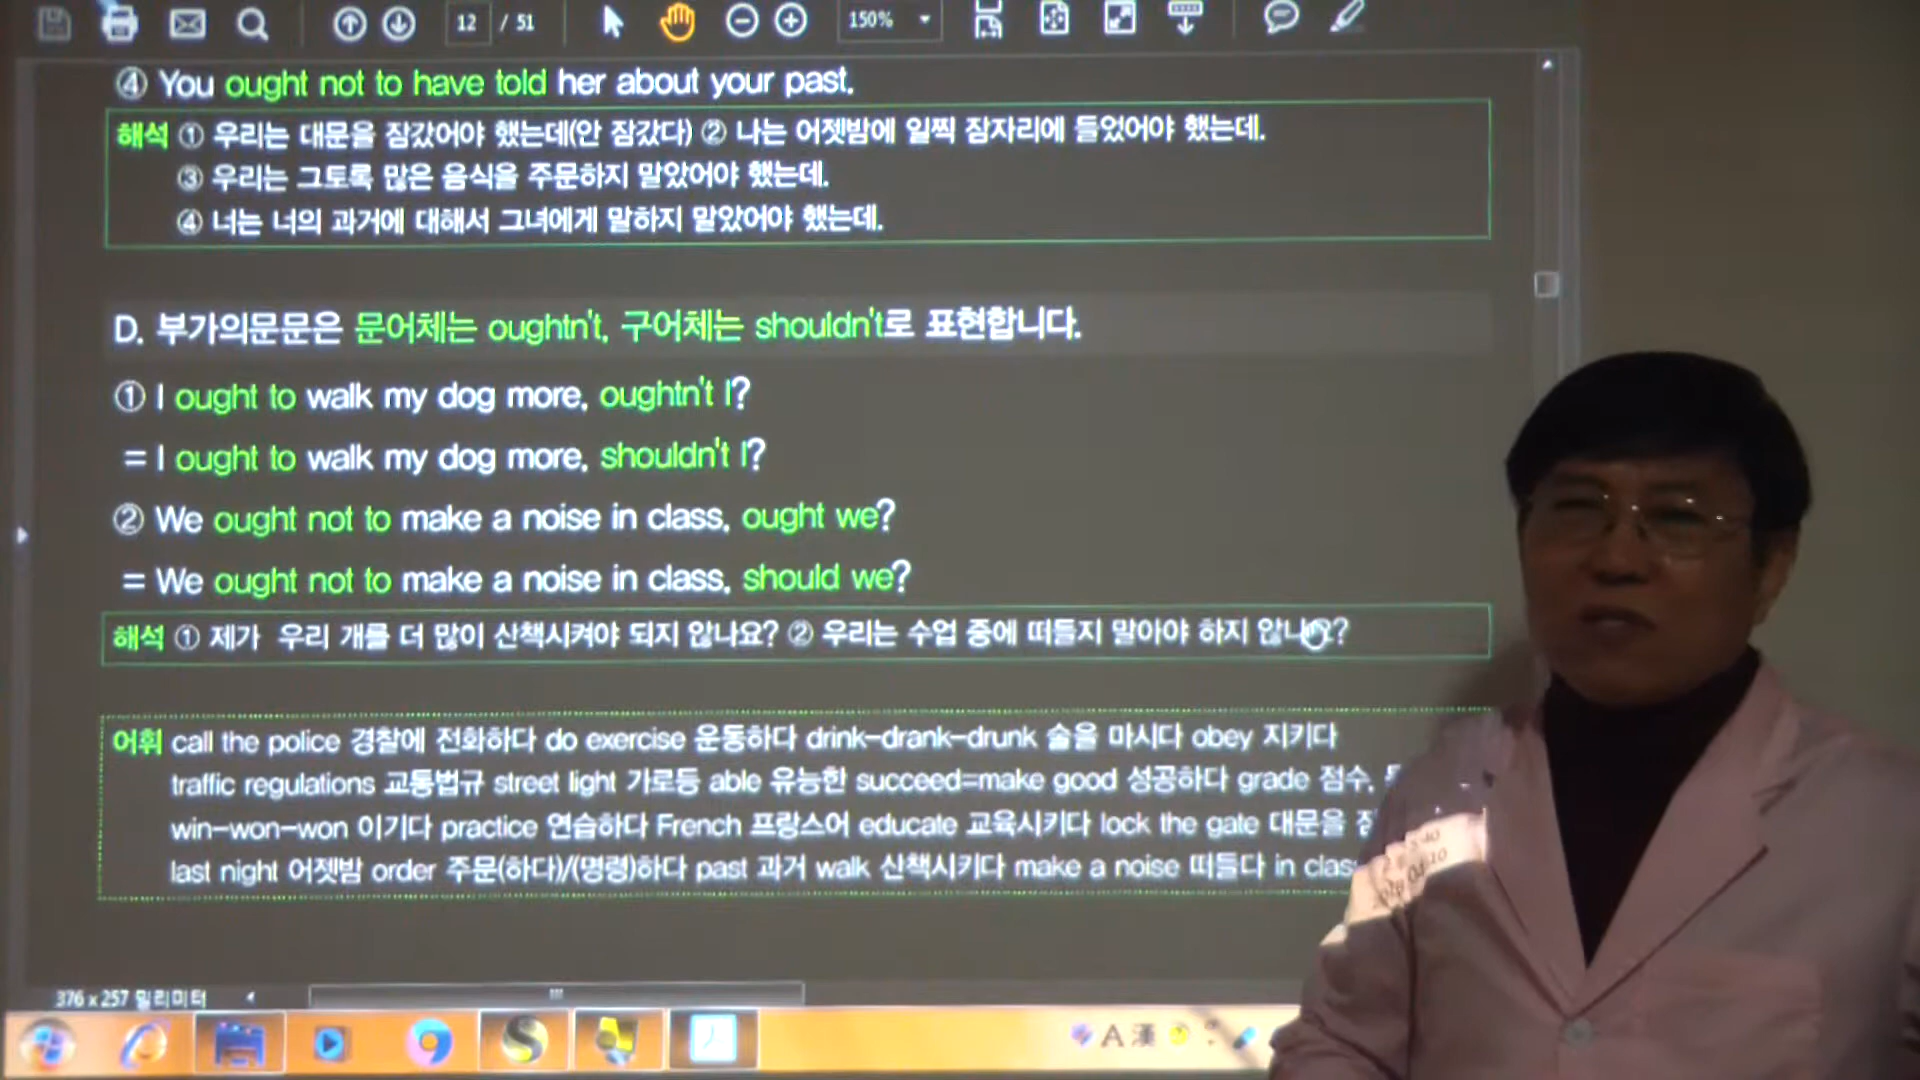 12 / 51 150%
④ You ought not to have told her about your past.
해석 ① 우리는 대문을 잠갔어야 했는데(안 잠갔다) ② 나는 어젯밤에 일찍 잠자리에 들었어야 했는데.
③ 우리는 그토록 많은 음식을 주문하지 말았어야 했는데.
④ 너는 너의 과거에 대해서 그녀에게 말하지 말았어야 했는데.
D. 부가의문문은 문어체는 oughtn't, 구어체는 shouldn't로 표현합니다.
① I ought to walk my dog more, oughtn't I?
= I ought to walk my dog more, shouldn't I?
② We ought not to make a noise in class, ought we?
= We ought not to make a noise in class, should we?
해석 ① 제가 우리 개를 더 많이 산책시켜야 되지 않나요? ② 우리는 수업 중에 떠들지 말아야 하지 않나요?
어휘 call the police 경찰에 전화하다 do exercise 운동하다 drink-drank-drunk 술을 마시다 obey 지키다
traffic regulations 교통법규 street light 가로등 able 유능한 succeed=make good 성공하다 grade 점수,
win-won-won 이기다 practice 연습하다 French 프랑스어 educate 교육시키다 lock the gate 대문을
last night 어젯밤 order 주문(하다)/(명령)하다 past 과거 walk 산책시키다 make a noise 떠들다 in clas
376 x 257 밀리미터
A 漢